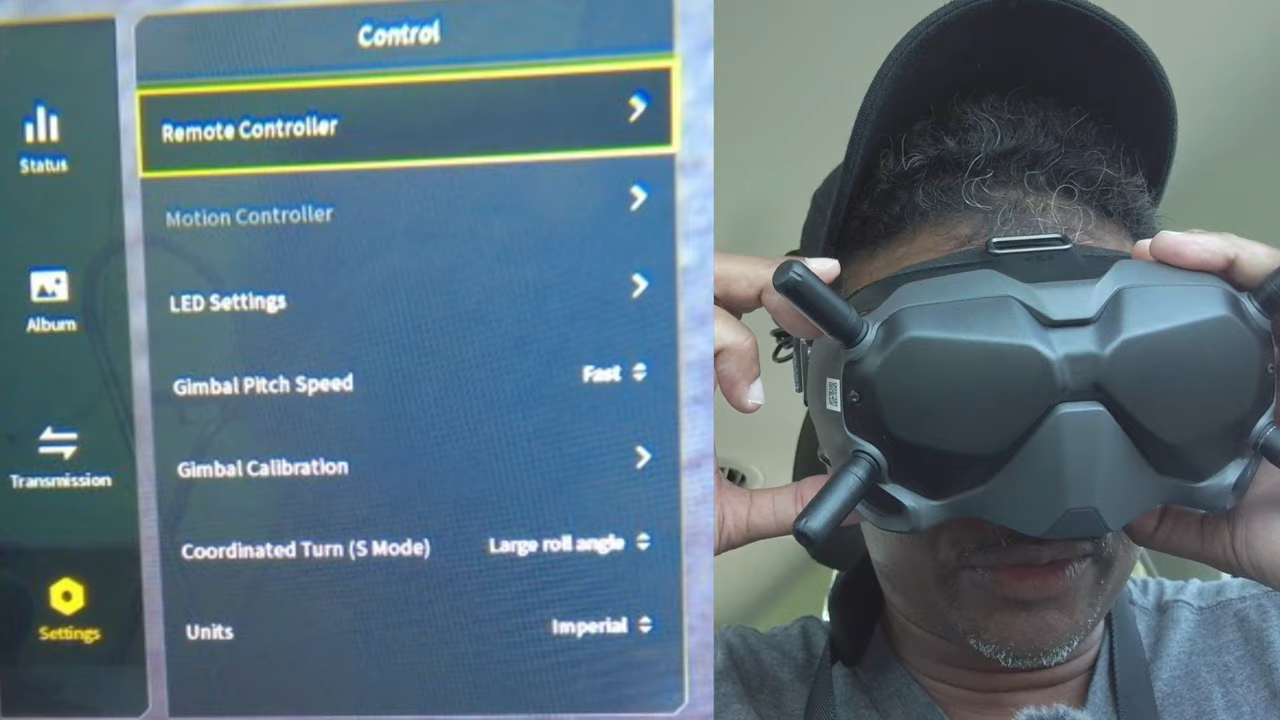 Control
Status
Album
Transmission
Settings
Remote Controller
Motion Controller
LED Settings
Gimbal Pitch Speed Fast
Gimbal Calibration
Coordinated Turn (S Mode) Large roll angle
Units Imperial